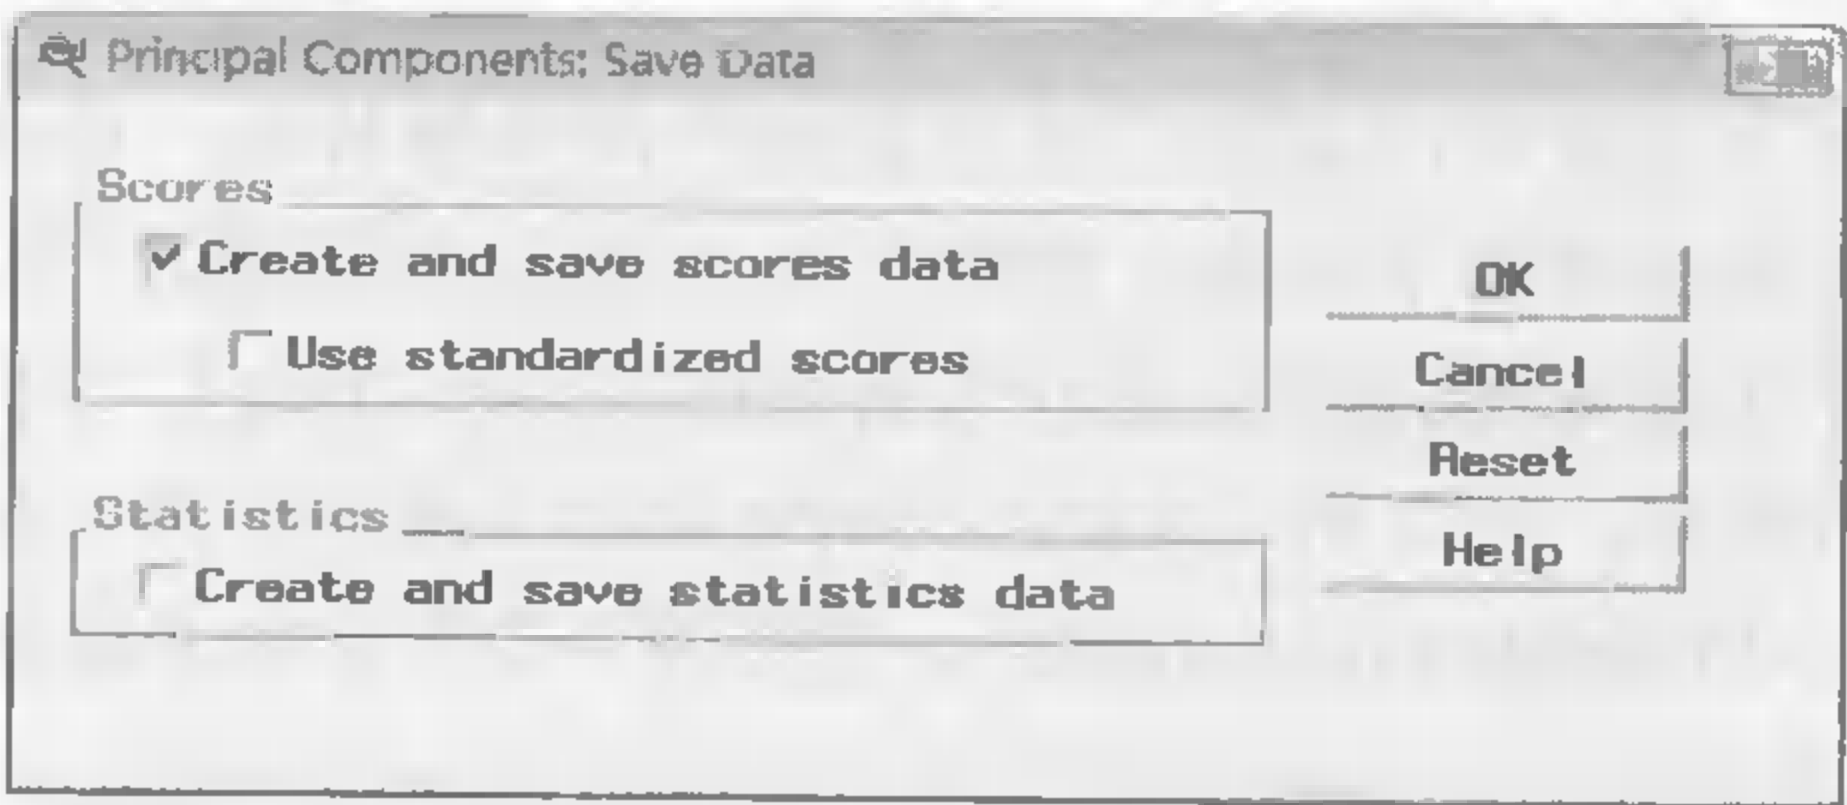 Principal Components: Save Data
Scores
Create and save scores data
Use standardized scores
OK
Cancel
Reset
Statistics
Help
Create and save statistics data